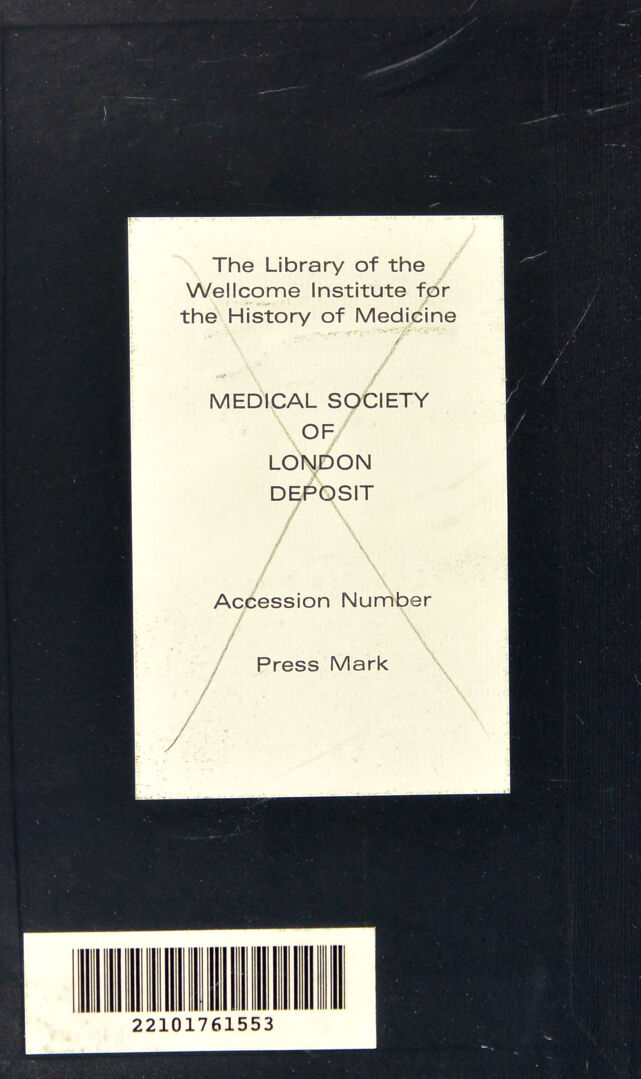 The Library of the
Wellcome Institute for
the History of Medicine
MEDICAL SOCIETY
OF
LONDON
DEPOSIT
Accession Number
Press Mark
22101761553